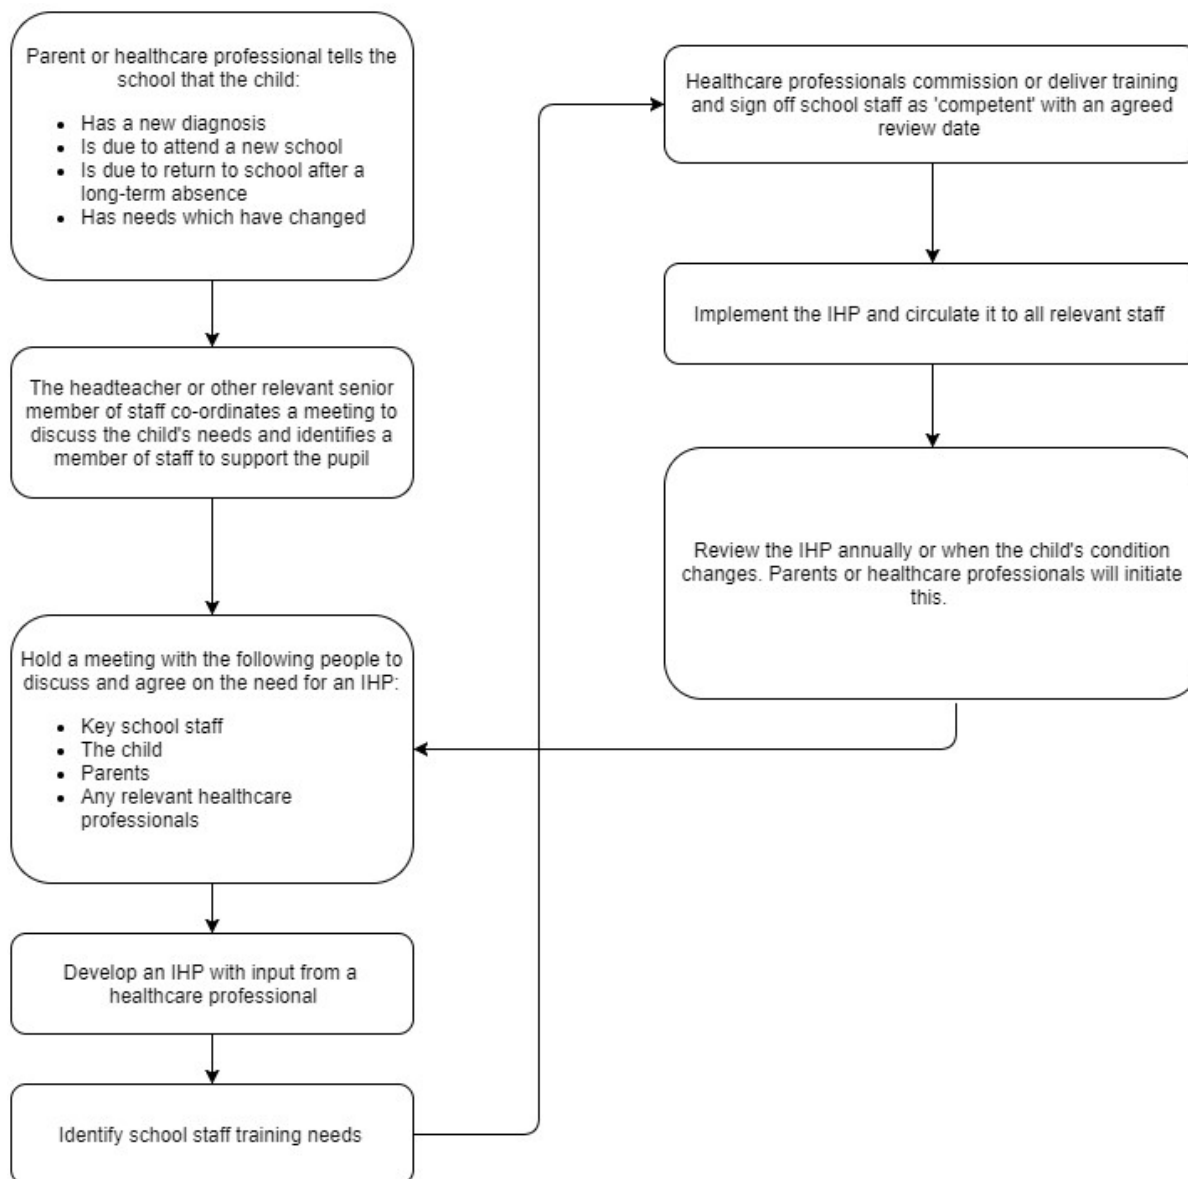 Parent or healthcare professional tells the
school that the child:
• Has a new diagnosis
• Is due to attend a new school
• Is due to return to school after a
long-term absence
• Has needs which have changed
The headteacher or other relevant senior
member of staff co-ordinates a meeting to
discuss the child's needs and identifies a
member of staff to support the pupil
Hold a meeting with the following people to
discuss and agree on the need for an IHP:
• Key school staff
• The child
• Parents
• Any relevant healthcare
professionals
Develop an IHP with input from a
healthcare professional
Identify school staff training needs
Healthcare professionals commission or deliver training
and sign off school staff as 'competent' with an agreed
review date
Implement the IHP and circulate it to all relevant staff
Review the IHP annually or when the child's condition
changes. Parents or healthcare professionals will initiate
this.